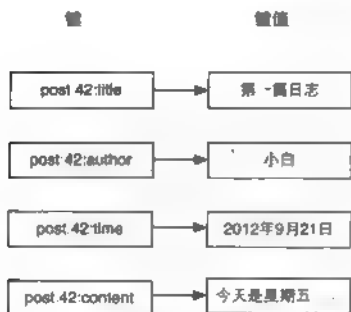 键 键值
post:42:title 第一篇日志
post:42:author 小白
post:42:time 2012年9月21日
post:42:content 今天是星期五